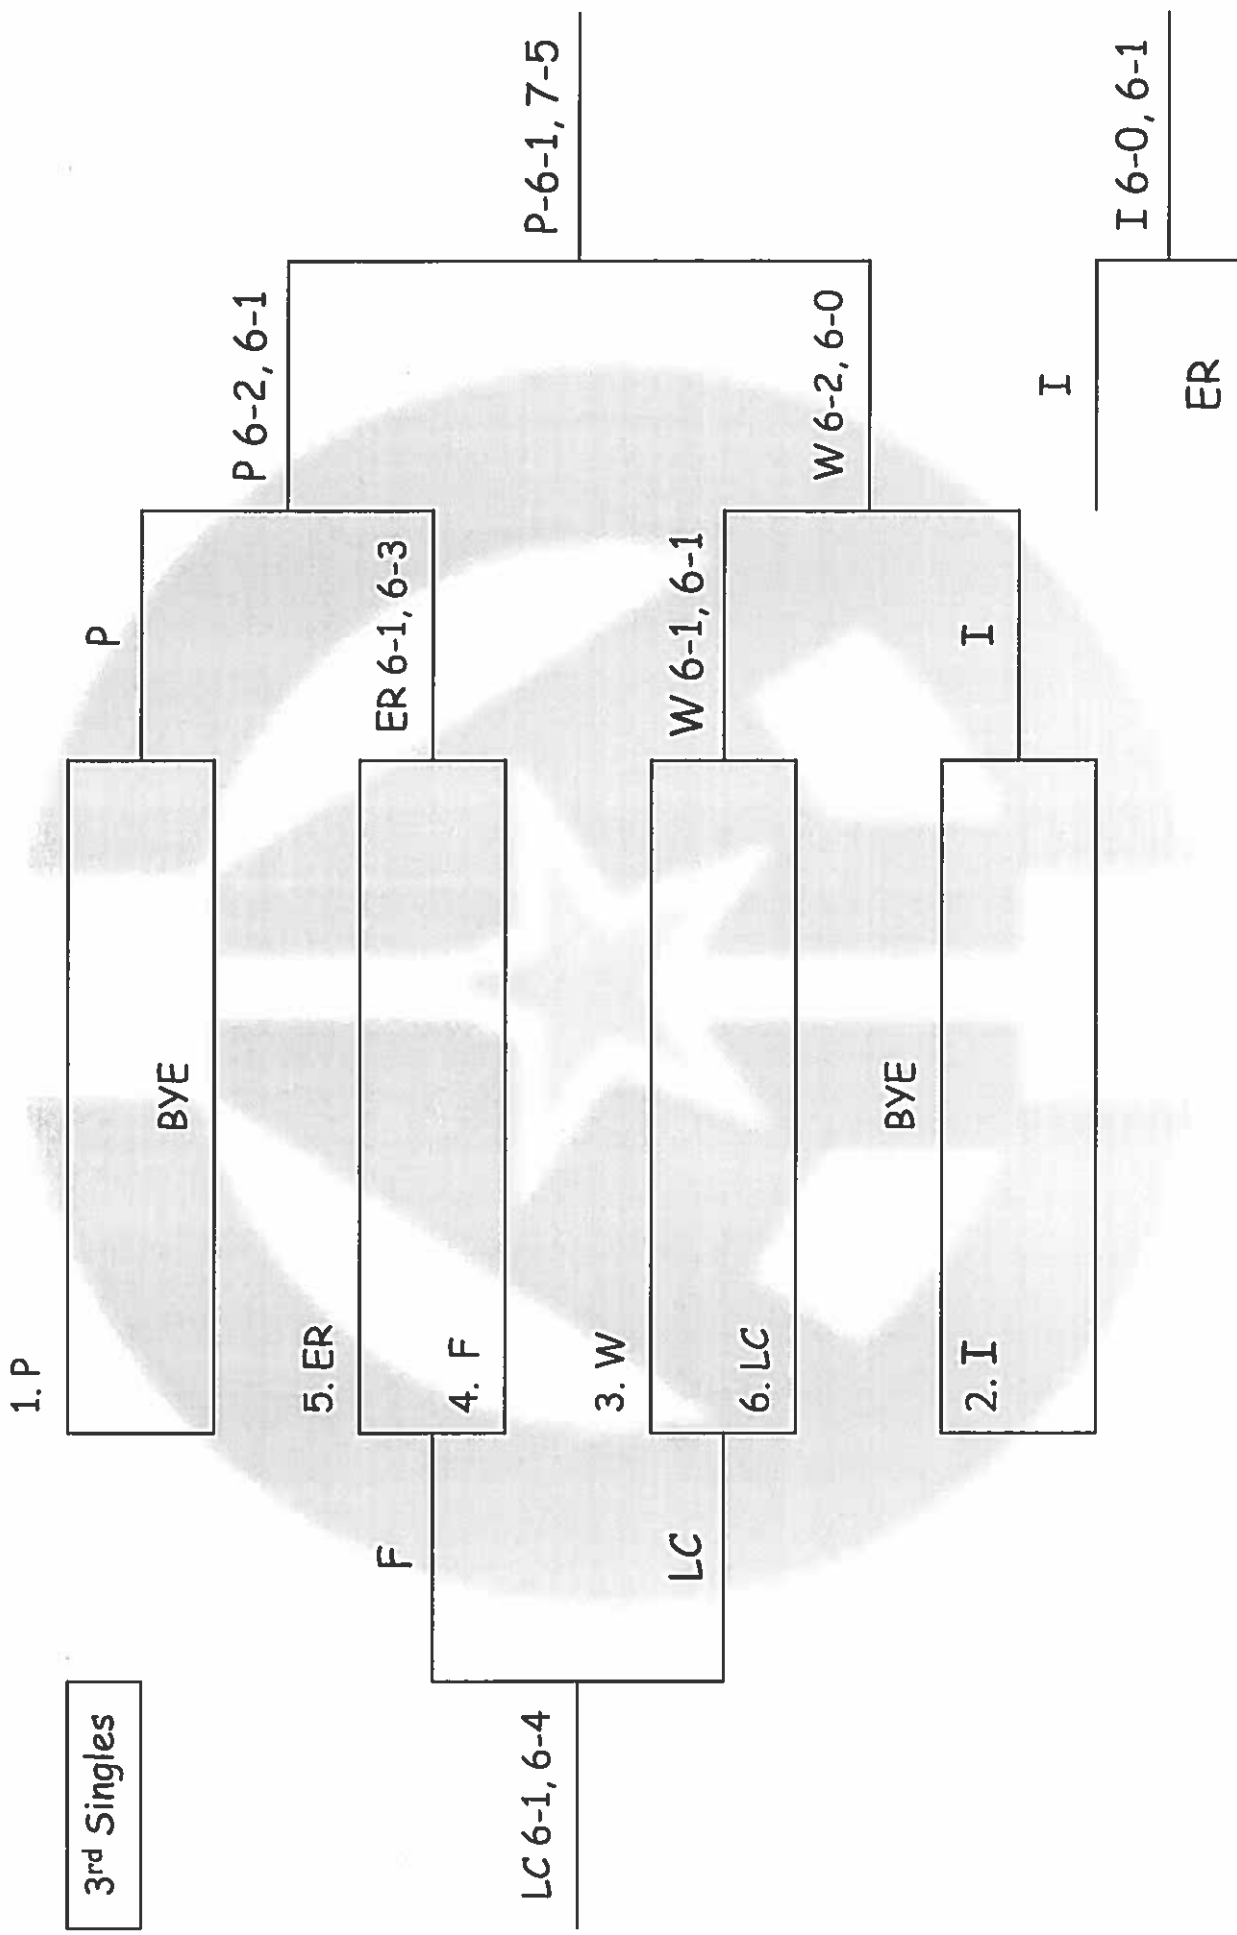 3rd Singles
1. P
BYE
5. ER
4. F
3. W
6. LC
BYE
2. I
P
ER 6-1, 6-3
W 6-1, 6-1
I
P 6-2, 6-1
W 6-2, 6-0
P-6-1, 7-5
F
LC
LC 6-1, 6-4
I
ER
I 6-0, 6-1